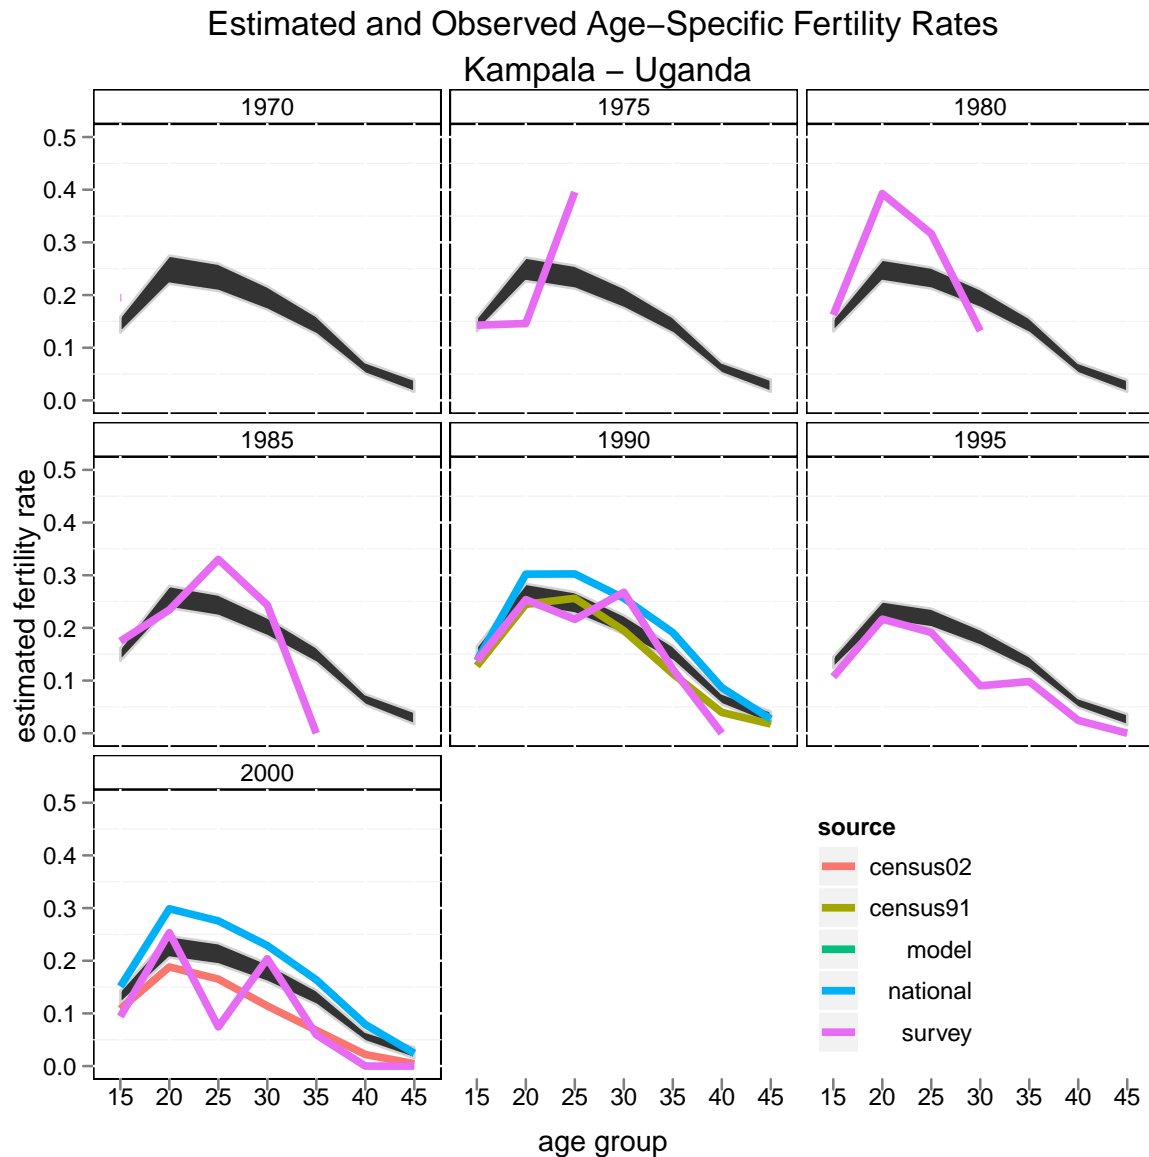 Estimated and Observed Age−Specific Fertility Rates
Kampala − Uganda
1970
1975
1980
0.5
0.4
0.3
0.2
0.1
0.0
1985
1990
1995
estimated fertility rate
0.5
0.4
0.3
0.2
0.1
0.0
2000
0.5
0.4
0.3
0.2
0.1
0.0
source
census02
census91
model
national
survey
15 20 25 30 35 40 45
15 20 25 30 35 40 45
15 20 25 30 35 40 45
age group